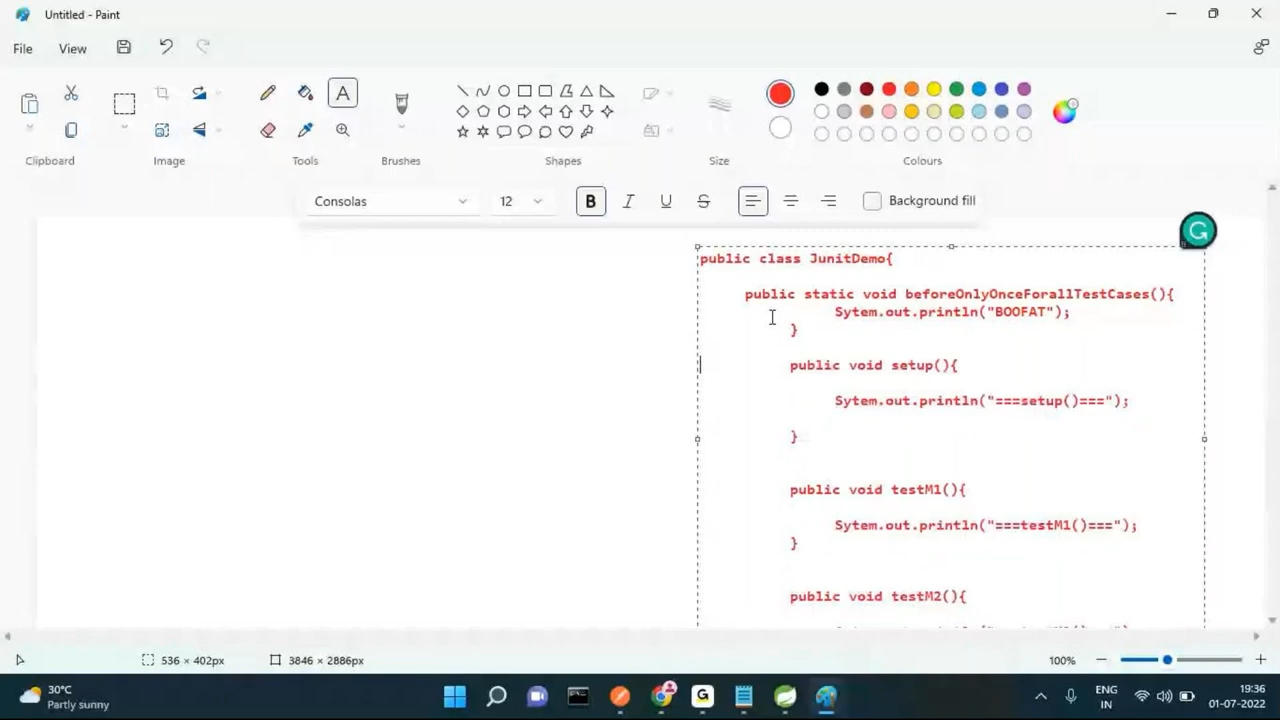 Untitled - Paint
File View
Clipboard Image Tools Brushes Shapes Size Colours
Consolas 12 B I U S Background fill
public class JunitDemo{
public static void beforeOnlyOnceForallTestCases(){
Sytem.out.println("BOOFAT");
}
public void setup(){
Sytem.out.println("===setup()===");
}
public void testM1(){
Sytem.out.println("===testM1()===");
}
public void testM2(){
536 × 402px 3846 × 2886px 100%
30°C
Partly sunny
ENG
IN
19:36
01-07-2022